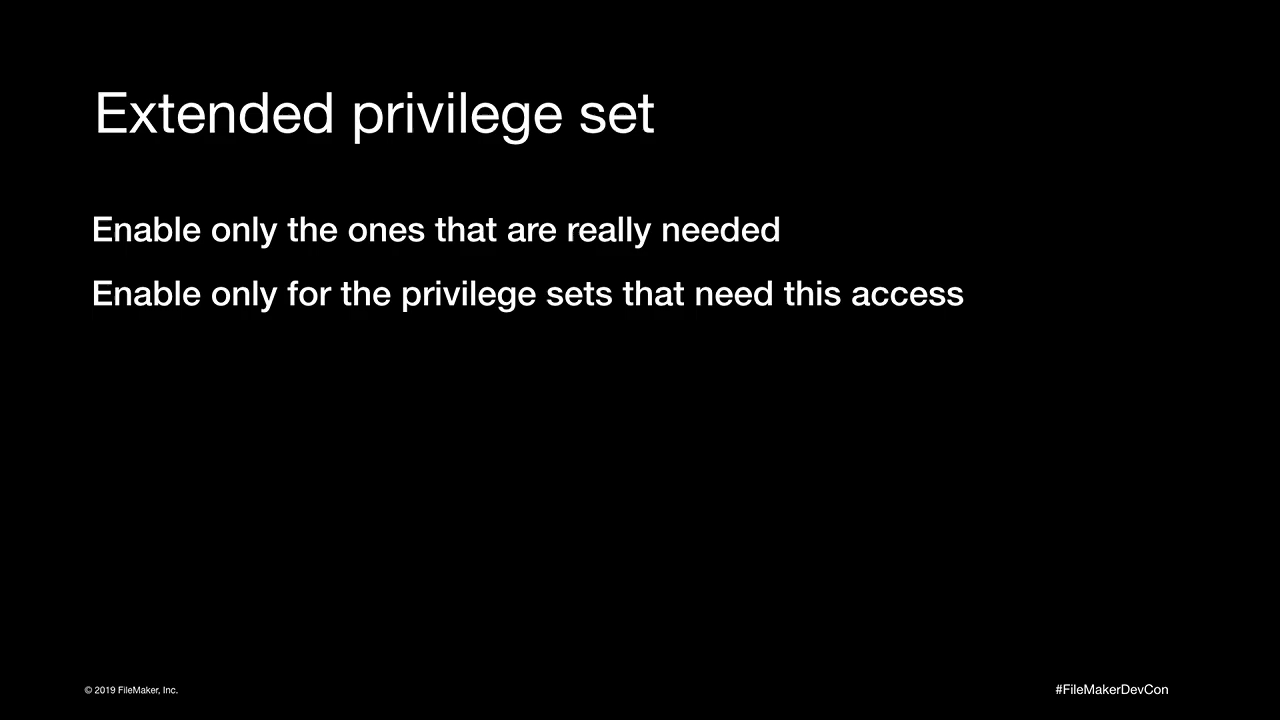 Extended privilege set
Enable only the ones that are really needed
Enable only for the privilege sets that need this access
© 2019 FileMaker, Inc.
#FileMakerDevCon